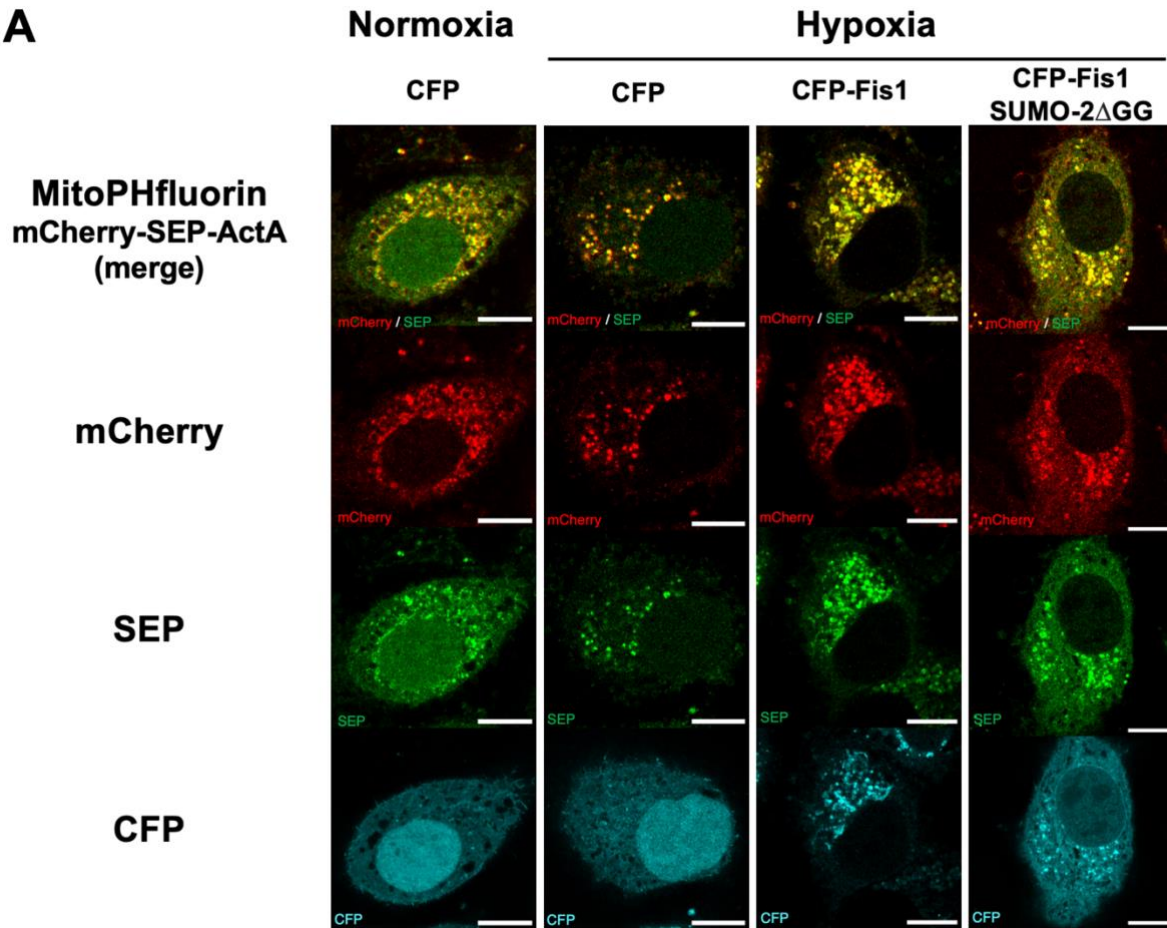 A
Normoxia
Hypoxia
CFP
CFP
CFP-Fis1
CFP-Fis1
SUMO-2ΔGG
MitoPHfluorin
mCherry-SEP-ActA
(merge)
mCherry / SEP
mCherry / SEP
mCherry / SEP
mCherry / SEP
mCherry
mCherry
mCherry
mCherry
mCherry
SEP
SEP
SEP
SEP
SEP
CFP
CFP
CFP
CFP
CFP